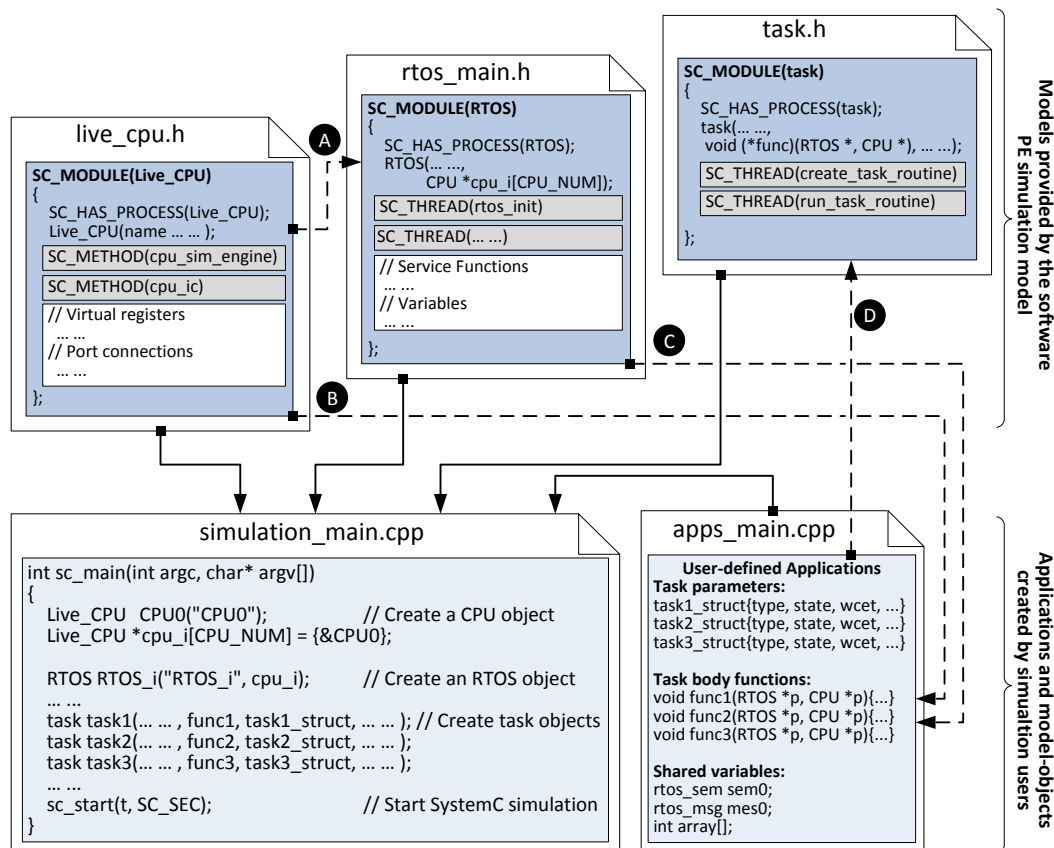 live_cpu.h
SC_MODULE(Live_CPU)
{
SC_HAS_PROCESS(Live_CPU);
Live_CPU(name ... ... );
SC_METHOD(cpu_sim_engine)
SC_METHOD(cpu_ic)
// Virtual registers
... ...
// Port connections
... ...
};
A
B
rtos_main.h
SC_MODULE(RTOS)
{
SC_HAS_PROCESS(RTOS);
RTOS(... ...,
CPU *cpu_i[CPU_NUM]);
SC_THREAD(rtos_init)
SC_THREAD(... ...)
// Service Functions
... ...
// Variables
... ...
};
C
task.h
SC_MODULE(task)
{
SC_HAS_PROCESS(task);
task(... ...,
void (*func)(RTOS *, CPU *), ... ...);
SC_THREAD(create_task_routine)
SC_THREAD(run_task_routine)
};
D
Models provided by the software
PE simulation model
simulation_main.cpp
int sc_main(int argc, char* argv[])
{
Live_CPU CPU0("CPU0"); // Create a CPU object
Live_CPU *cpu_i[CPU_NUM] = {&CPU0};
RTOS RTOS_i("RTOS_i", cpu_i); // Create an RTOS object
... ...
task task1(... ... , func1, task1_struct, ... ... ); // Create task objects
task task2(... ... , func2, task2_struct, ... ... );
task task3(... ... , func3, task3_struct, ... ... );
... ...
sc_start(t, SC_SEC); // Start SystemC simulation
}
apps_main.cpp
User-defined Applications
Task parameters:
task1_struct{type, state, wcet, ...}
task2_struct{type, state, wcet, ...}
task3_struct{type, state, wcet, ...}
Task body functions:
void func1(RTOS *p, CPU *p){...}
void func2(RTOS *p, CPU *p){...}
void func3(RTOS *p, CPU *p){...}
Shared variables:
rtos_sem sem0;
rtos_msg mes0;
int array[];
Applications and model-objects
created by simualtion users